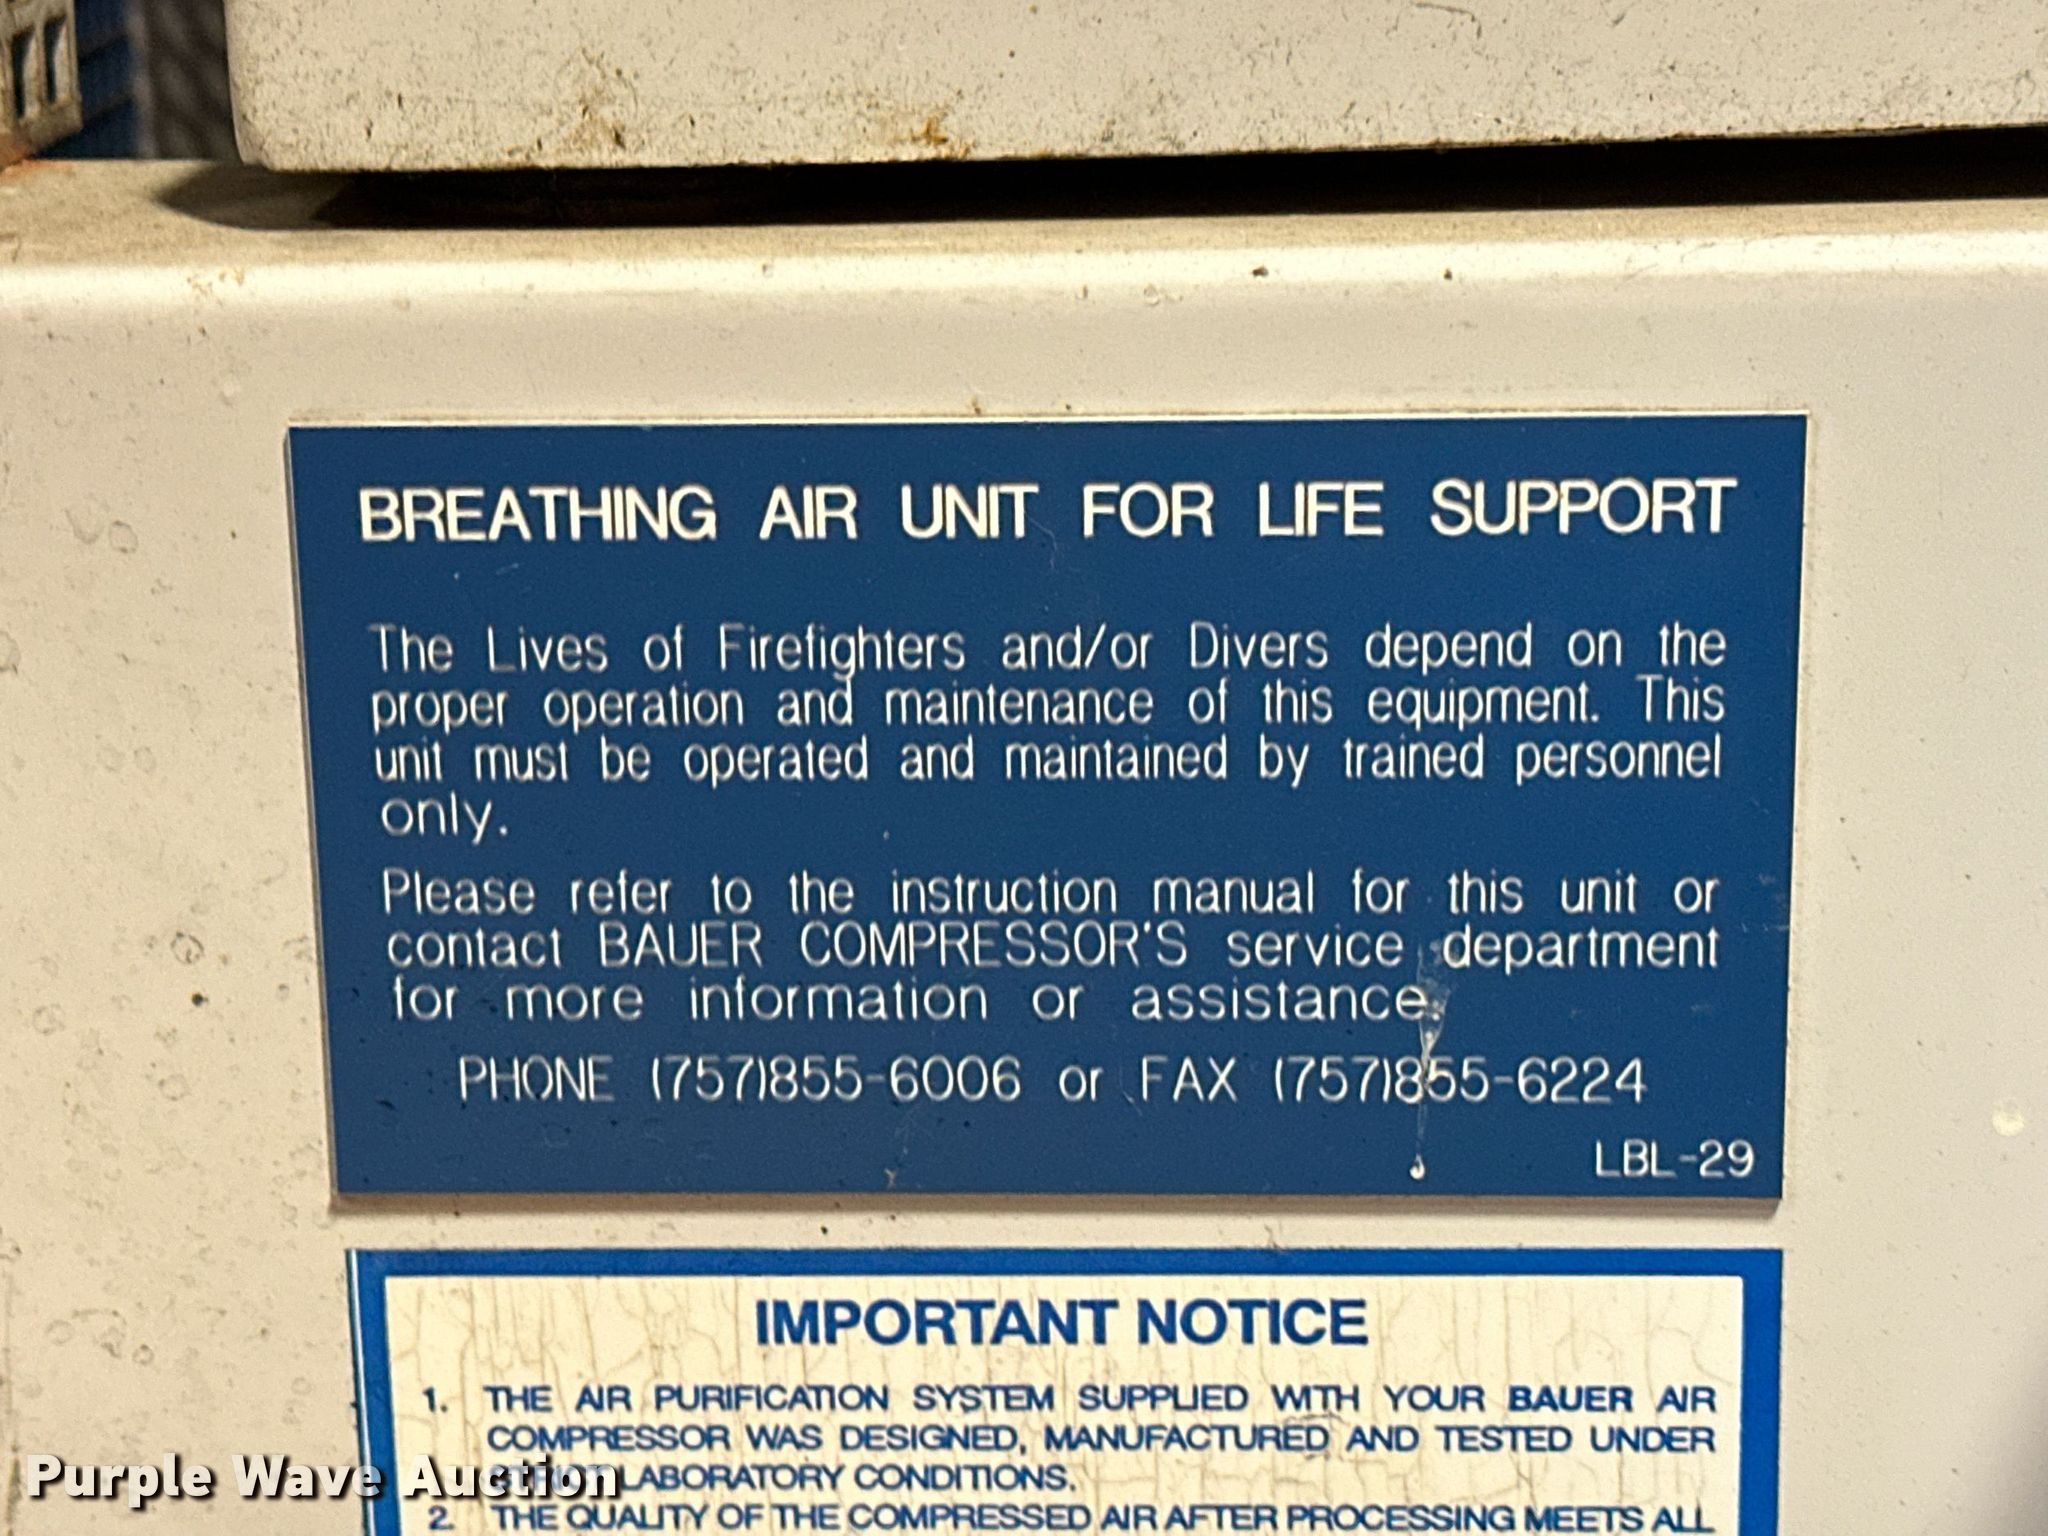 BREATHING AIR UNIT FOR LIFE SUPPORT
The Lives of Firefighters and/or Divers depend on the
proper operation and maintenance of this equipment. This
unit must be operated and maintained by trained personnel
only.
Please refer to the instruction manual for this unit or
contact BAUER COMPRESSOR'S service department
for more information or assistance.
PHONE (757)855-6006 or FAX (757)855-6224
LBL-29
IMPORTANT NOTICE
1. THE AIR PURIFICATION SYSTEM SUPPLIED WITH YOUR BAUER AIR
COMPRESSOR WAS DESIGNED, MANUFACTURED AND TESTED UNDER
LABORATORY CONDITIONS.
2. THE QUALITY OF THE COMPRESSED AIR AFTER PROCESSING MEETS ALL
Purple Wave Auction